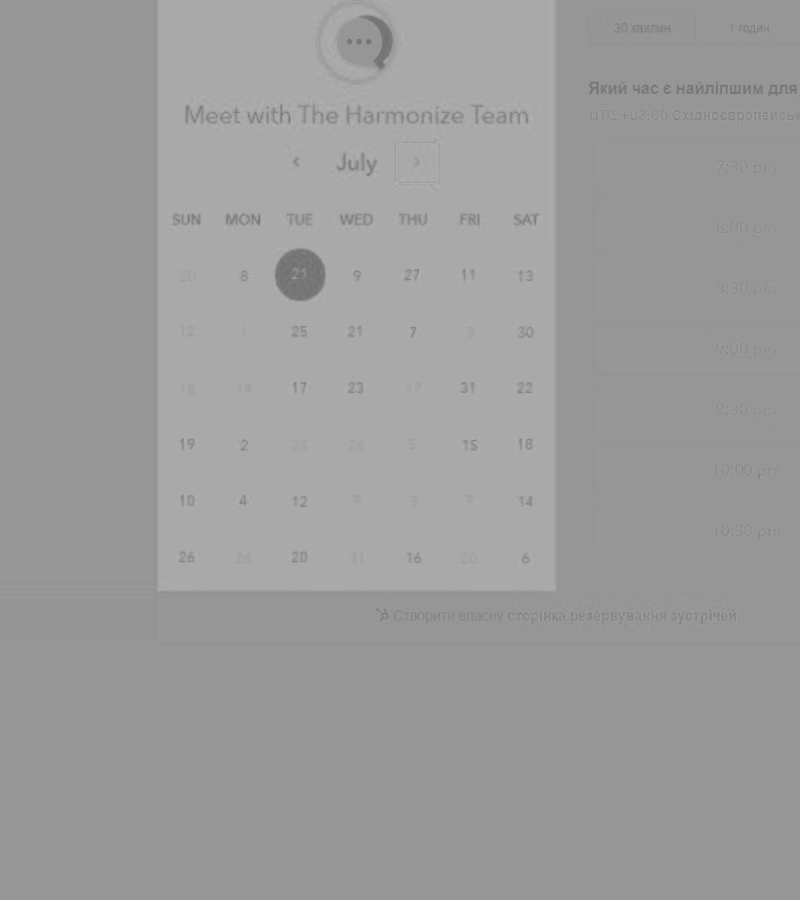 Meet with The Harmonize Team
July
SUN MON TUE WED THU FRI SAT
20 8 21 9 27 11 13
12 1 25 21 7 3 30
18 14 17 23 17 31 22
19 2 25 26 5 15 18
10 4 12 9 3 9 14
26 26 20 31 16 20 6
30 хвилин 1 годин
Який час є найліпшим для
UTC +03:00 Східноєвропейськ
7:30 pm
8:00 pm
8:30 pm
9:00 pm
9:30 pm
10:00 pm
10:30 pm
Створити власну сторінка резервування зустрічей